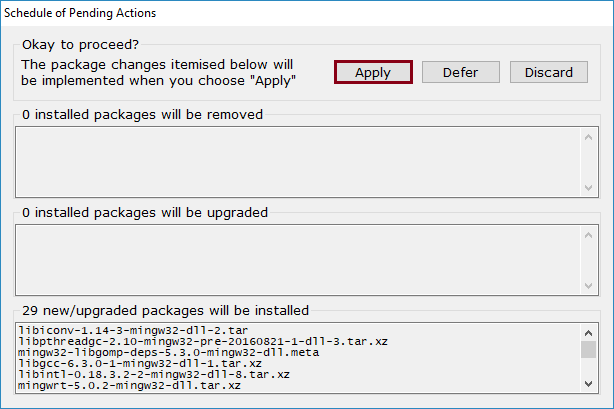 Schedule of Pending Actions
Okay to proceed?
The package changes itemised below will
be implemented when you choose "Apply"
Apply
Defer
Discard
0 installed packages will be removed
0 installed packages will be upgraded
29 new/upgraded packages will be installed
libiconv-1.14-3-mingw32-dll-2.tar
libpthreadgc-2.10-mingw32-pre-20160821-1-dll-3.tar.xz
mingw32-libgomp-deps-5.3.0-mingw32-dll.meta
libgcc-6.3.0-1-mingw32-dll-1.tar.xz
libintl-0.18.3.2-2-mingw32-dll-8.tar.xz
mingwrt-5.0.2-mingw32-dll.tar.xz